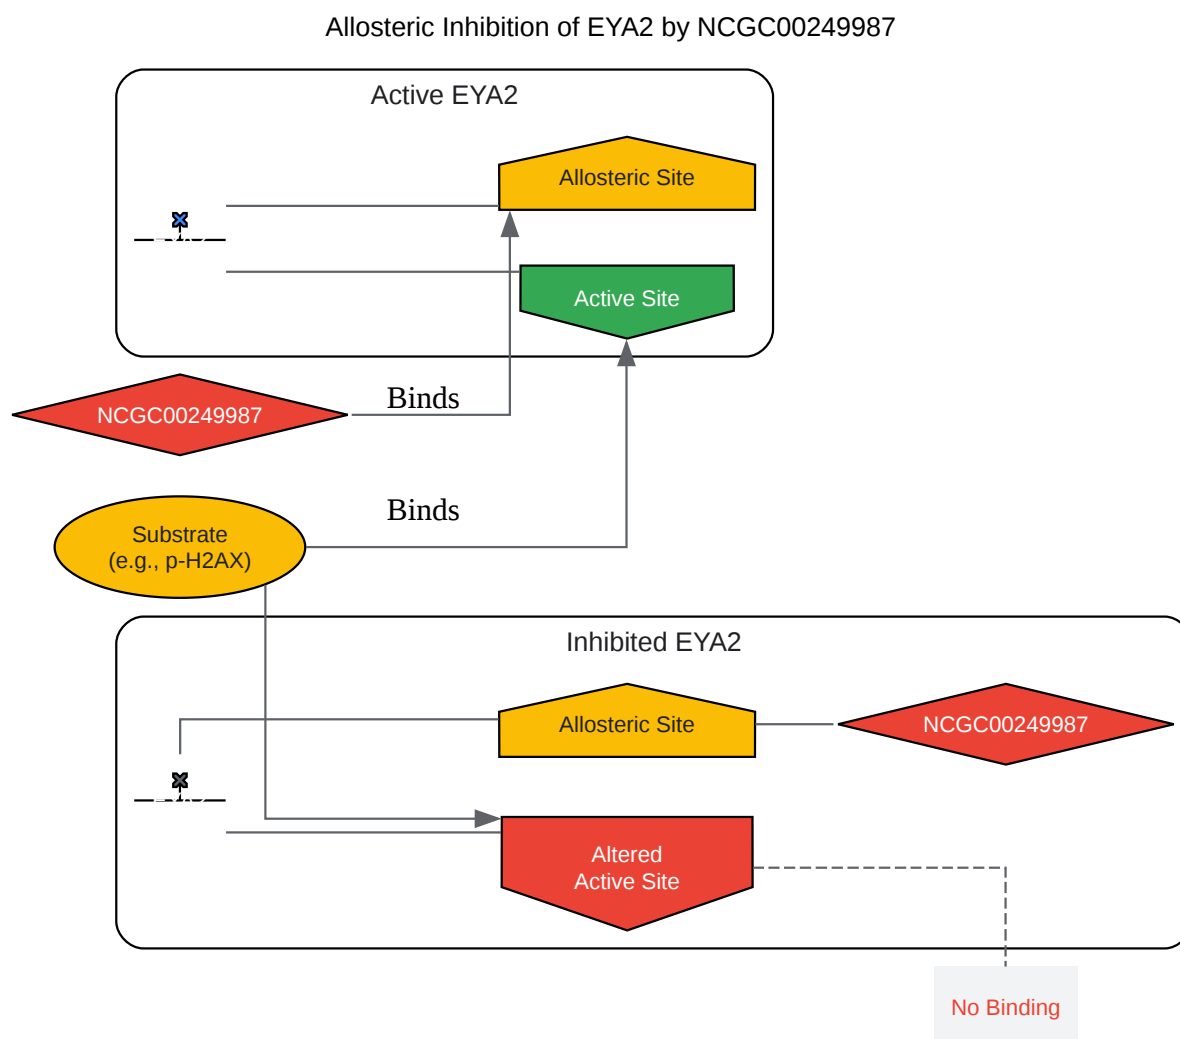 Allosteric Inhibition of EYA2 by NCGC00249987
Active EYA2
Allosteric Site
Active Site
NCGC00249987
Binds
Substrate
(e.g., p-H2AX)
Binds
Inhibited EYA2
Allosteric Site
NCGC00249987
Altered
Active Site
No Binding